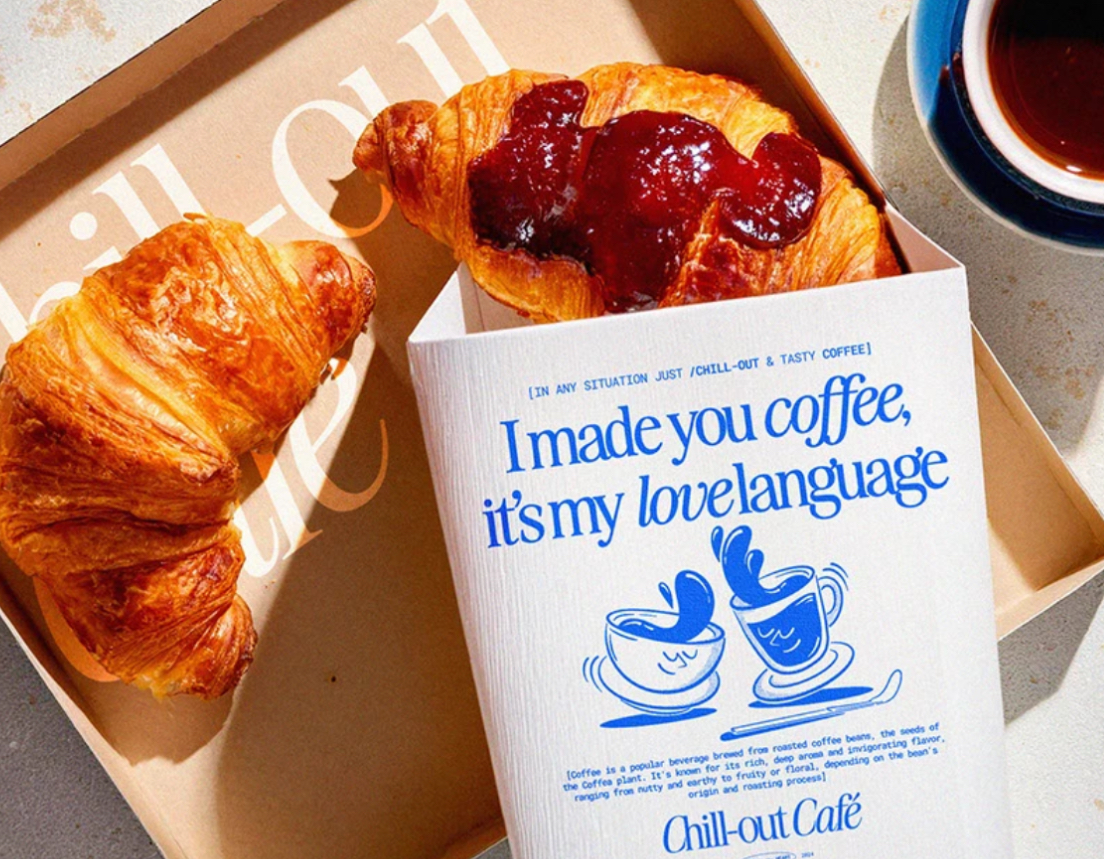 hill-out
[IN ANY SITUATION JUST /CHILL-OUT & TASTY COFFEE]
I made you coffee,
it's my love language
[Coffee is a popular beverage brewed from roasted coffee beans, the seeds of
the Coffea plant. It's known for its rich, deep aroma and invigorating flavor,
ranging from nutty and earthy to fruity or floral, depending on the bean's
origin and roasting process]
Chill-out Café